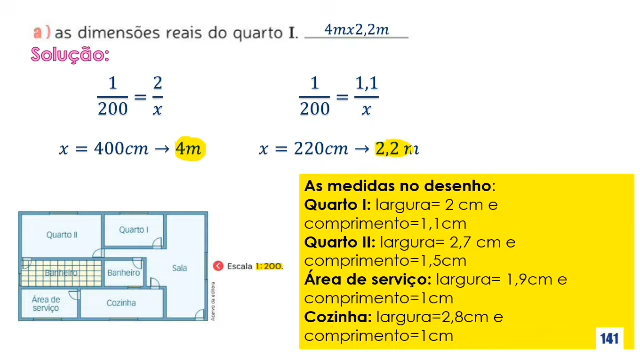 a) as dimensões reais do quarto I. 4mx2,2m
Solução:
1/200 = 2/x
1/200 = 1,1/x
x = 400cm → 4m
x = 220cm → 2,2 m
As medidas no desenho:
Quarto I: largura= 2 cm e
comprimento=1,1cm
Quarto II: largura= 2,7 cm e
comprimento=1,5cm
Área de serviço: largura= 1,9cm e
comprimento=1cm
Cozinha: largura=2,8cm e
comprimento=1cm
Quarto II
Quarto I
Banheiro
Banheiro
Sala
Área de
serviço
Cozinha
Escala 1:200.
Acervo da editora
141